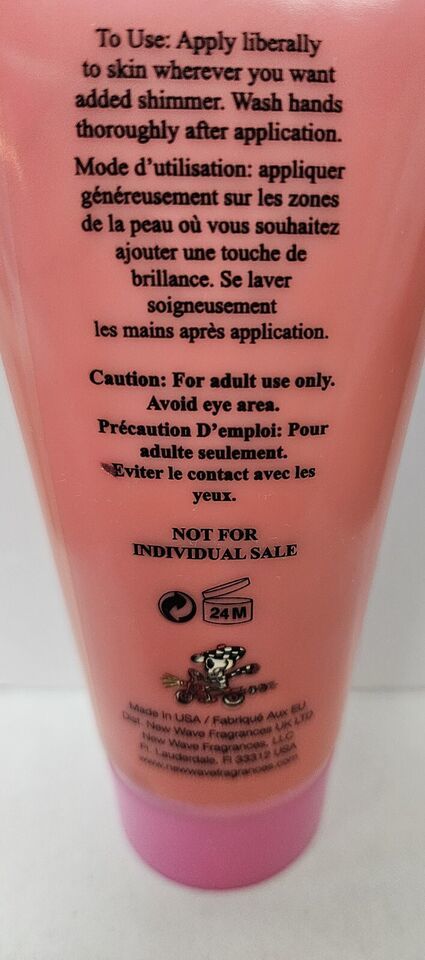 To Use: Apply liberally
to skin wherever you want
added shimmer. Wash hands
thoroughly after application.
Mode d'utilisation: appliquer
généreusement sur les zones
de la peau où vous souhaitez
ajouter une touche de
brillance. Se laver
soigneusement
les mains après application.
Caution: For adult use only.
Avoid eye area.
Précaution D'emploi: Pour
adulte seulement.
Eviter le contact avec les
yeux.
NOT FOR
INDIVIDUAL SALE
24 M
Made In USA / Fabriqué Aux EU
Dist. New Wave Fragrances UK LTD
New Wave Fragrances, LLC
Ft. Lauderdale, Fl 33312 USA
www.newwavefragrances.com